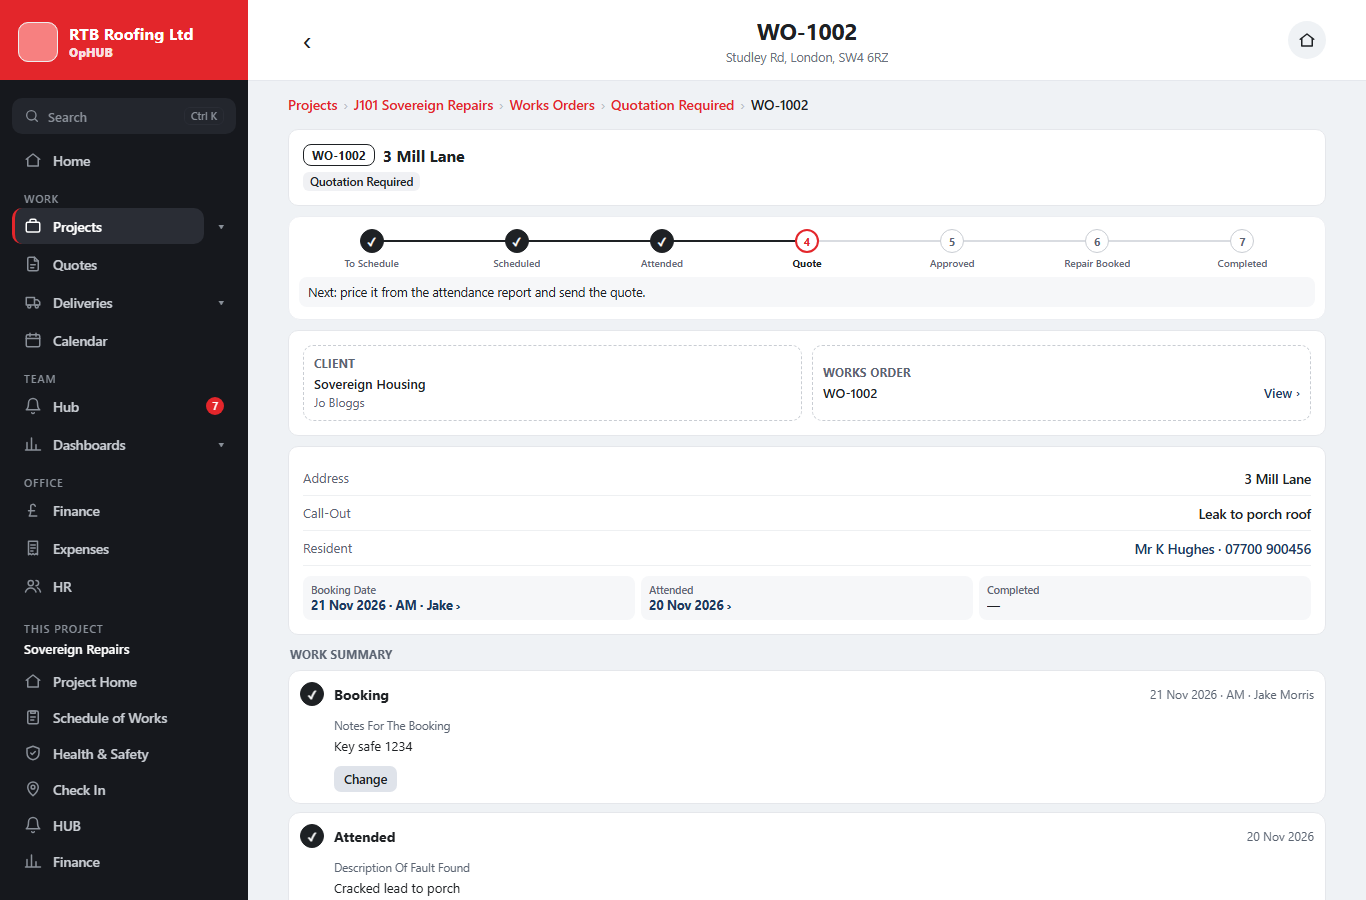 RTB Roofing Ltd
OpHUB
Search Ctrl K
Home
WORK
Projects
Quotes
Deliveries
Calendar
TEAM
Hub 7
Dashboards
OFFICE
Finance
Expenses
HR
THIS PROJECT
Sovereign Repairs
Project Home
Schedule of Works
Health & Safety
Check In
HUB
Finance
WO-1002
Studley Rd, London, SW4 6RZ
Projects › J101 Sovereign Repairs › Works Orders › Quotation Required › WO-1002
WO-1002 3 Mill Lane
Quotation Required
4 5 6 7
To Schedule Scheduled Attended Quote Approved Repair Booked Completed
Next: price it from the attendance report and send the quote.
CLIENT
Sovereign Housing
Jo Bloggs
WORKS ORDER
WO-1002 View ›
Address 3 Mill Lane
Call-Out Leak to porch roof
Resident Mr K Hughes · 07700 900456
Booking Date
21 Nov 2026 · AM · Jake ›
Attended
20 Nov 2026 ›
Completed
—
WORK SUMMARY
Booking 21 Nov 2026 · AM · Jake Morris
Notes For The Booking
Key safe 1234
Change
Attended 20 Nov 2026
Description Of Fault Found
Cracked lead to porch